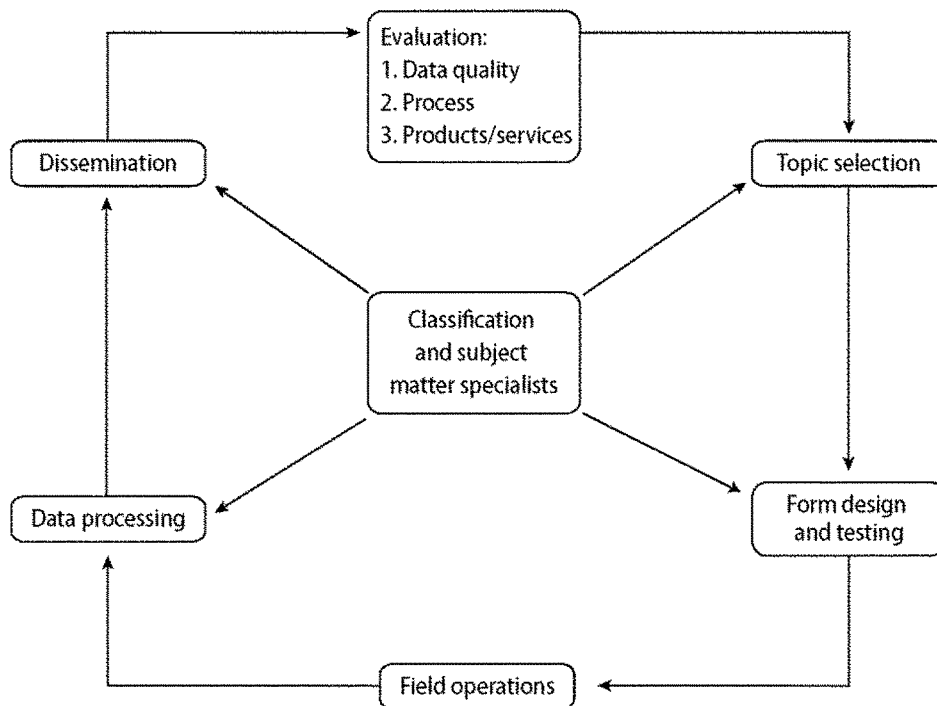 Evaluation:
1. Data quality
2. Process
3. Products/services
Dissemination
Topic selection
Classification
and subject
matter specialists
Data processing
Form design
and testing
Field operations